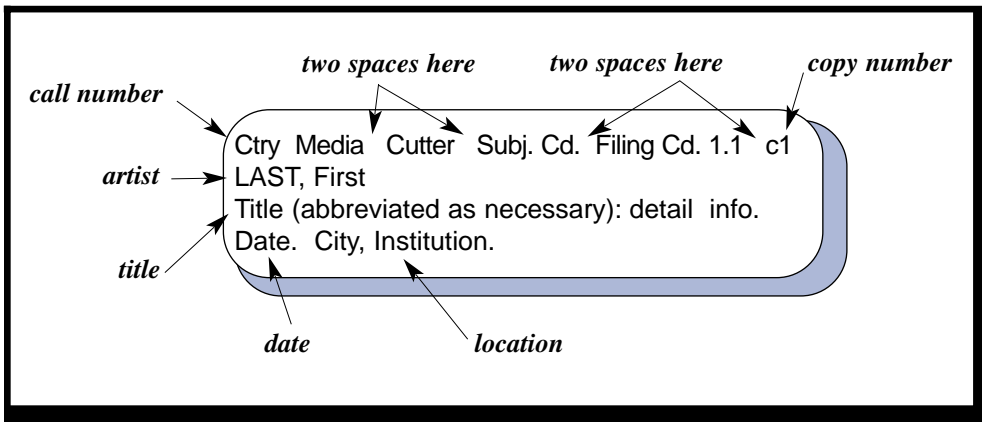 two spaces here two spaces here copy number
call number
Ctry  Media  Cutter  Subj. Cd.  Filing Cd. 1.1  c1
artist
LAST, First
Title (abbreviated as necessary): detail  info.
Date.  City, Institution.
title
date location